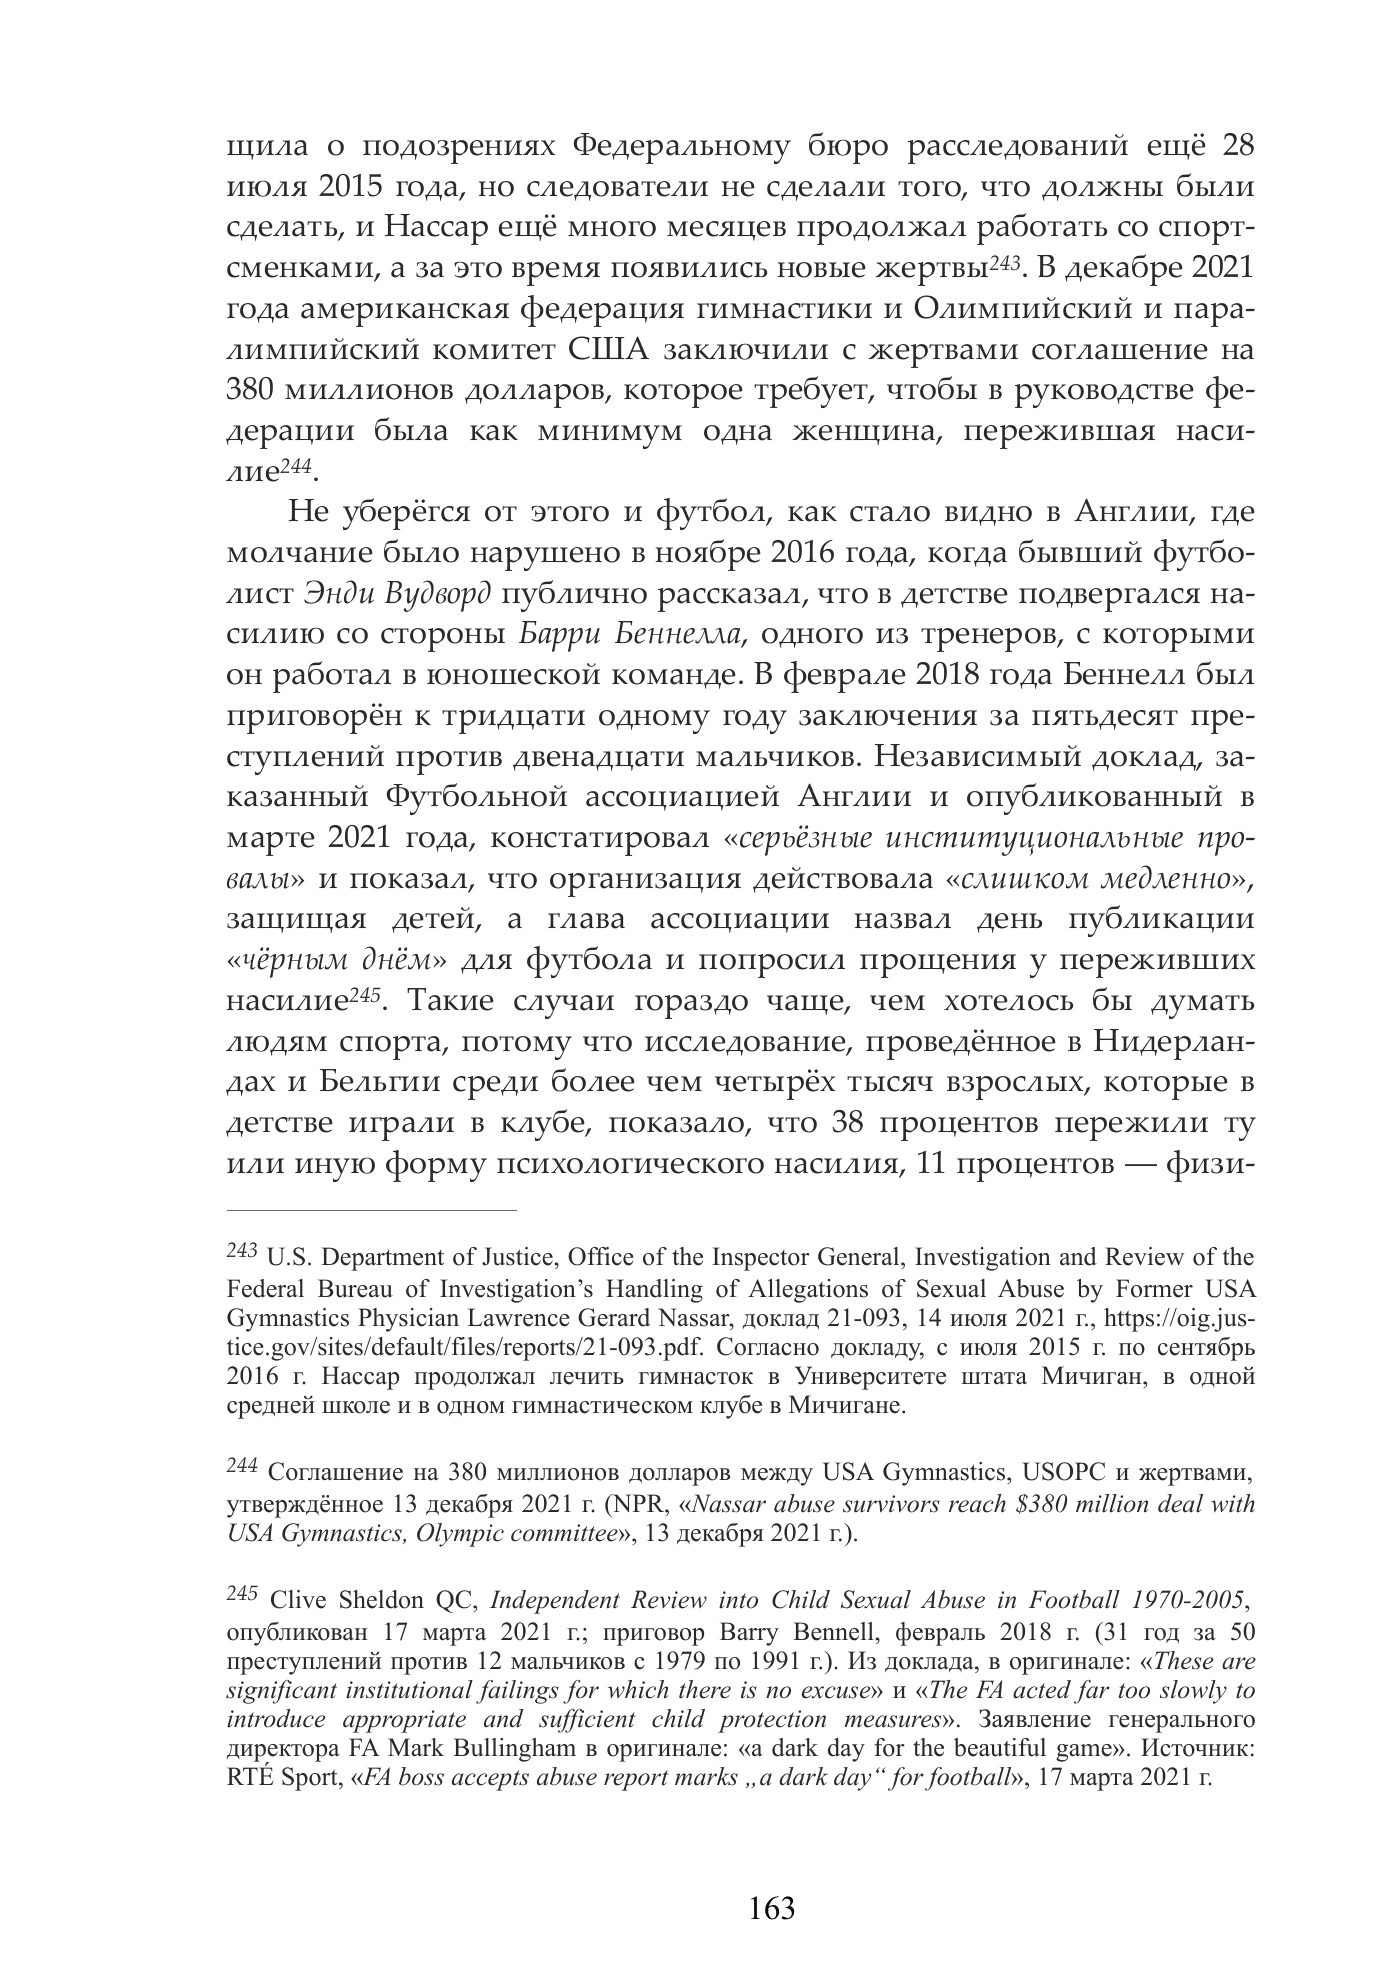 щила о подозрениях Федеральному бюро расследований ещё 28
июля 2015 года, но следователи не сделали того, что должны были
сделать, и Нассар ещё много месяцев продолжал работать со спорт-
сменками, а за это время появились новые жертвы243. В декабре 2021
года американская федерация гимнастики и Олимпийский и пара-
лимпийский комитет США заключили с жертвами соглашение на
380 миллионов долларов, которое требует, чтобы в руководстве фе-
дерации была как минимум одна женщина, пережившая наси-
лие244.
Не уберёгся от этого и футбол, как стало видно в Англии, где
молчание было нарушено в ноябре 2016 года, когда бывший футбо-
лист Энди Вудворд публично рассказал, что в детстве подвергался на-
силию со стороны Барри Беннелла, одного из тренеров, с которыми
он работал в юношеской команде. В феврале 2018 года Беннелл был
приговорён к тридцати одному году заключения за пятьдесят пре-
ступлений против двенадцати мальчиков. Независимый доклад, за-
казанный Футбольной ассоциацией Англии и опубликованный в
марте 2021 года, констатировал «серьёзные институциональные про-
валы» и показал, что организация действовала «слишком медленно»,
защищая детей, а глава ассоциации назвал день публикации
«чёрным днём» для футбола и попросил прощения у переживших
насилие245. Такие случаи гораздо чаще, чем хотелось бы думать
людям спорта, потому что исследование, проведённое в Нидерлан-
дах и Бельгии среди более чем четырёх тысяч взрослых, которые в
детстве играли в клубе, показало, что 38 процентов пережили ту
или иную форму психологического насилия, 11 процентов — физи-
243 U.S. Department of Justice, Office of the Inspector General, Investigation and Review of the
Federal Bureau of Investigation’s Handling of Allegations of Sexual Abuse by Former USA
Gymnastics Physician Lawrence Gerard Nassar, доклад 21-093, 14 июля 2021 г., https://oig.jus-
tice.gov/sites/default/files/reports/21-093.pdf. Согласно докладу, с июля 2015 г. по сентябрь
2016 г. Нассар продолжал лечить гимнасток в Университете штата Мичиган, в одной
средней школе и в одном гимнастическом клубе в Мичигане.
244 Соглашение на 380 миллионов долларов между USA Gymnastics, USOPC и жертвами,
утверждённое 13 декабря 2021 г. (NPR, «Nassar abuse survivors reach $380 million deal with
USA Gymnastics, Olympic committee», 13 декабря 2021 г.).
245 Clive Sheldon QC, Independent Review into Child Sexual Abuse in Football 1970-2005,
опубликован 17 марта 2021 г.; приговор Barry Bennell, февраль 2018 г. (31 год за 50
преступлений против 12 мальчиков с 1979 по 1991 г.). Из доклада, в оригинале: «These are
significant institutional failings for which there is no excuse» и «The FA acted far too slowly to
introduce appropriate and sufficient child protection measures». Заявление генерального
директора FA Mark Bullingham в оригинале: «a dark day for the beautiful game». Источник:
RTÉ Sport, «FA boss accepts abuse report marks „a dark day“ for football», 17 марта 2021 г.
163